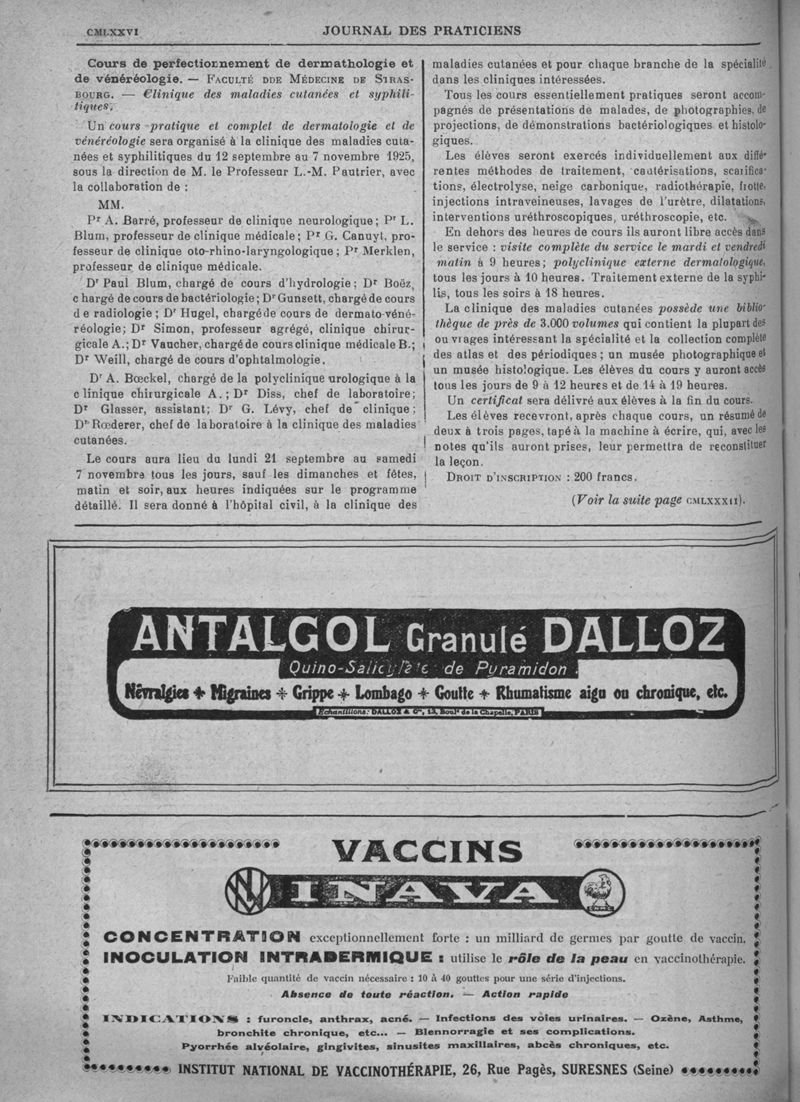 CMLXXVI
JOURNAL DES PRATICIENS
Cours de perfectionnement de dermathologie et
de vénéréologie. — FACULTÉ DDE MÉDECINE DE STRAS-
BOURG. — Clinique des maladies cutanées et syphili-
tiques.
Un cours pratique et complet de dermatologie et de
vénéréologie sera organisé à la clinique des maladies cuta-
nées et syphilitiques du 12 septembre au 7 novembre 1925,
sous la direction de M. le Professeur L.-M. Pautrier, avec
la collaboration de :
MM.
Pr A. Barré, professeur de clinique neurologique ; Pr L.
Blum, professeur de clinique médicale ; Pr G. Canuyt, pro-
fesseur de clinique oto-rhino-laryngologique ; Pr Merklen,
professeur de clinique médicale.
Dr Paul Blum, chargé de cours d'hydrologie ; Dr Boëz,
chargé de cours de bactériologie ; Dr Gunsett, chargé de cours
de radiologie ; Dr Hugel, chargé de cours de dermato-véné-
réologie ; Dr Simon, professeur agrégé, clinique chirur-
gicale A. ; Dr Vaucher, chargé de cours clinique médicale B. ;
Dr Weill, chargé de cours d'ophtalmologie.
Dr A. Bœckel, chargé de la polyclinique urologique à la
clinique chirurgicale A. ; Dr Diss, chef de laboratoire ;
Dr Glasser, assistant ; Dr G. Lévy, chef de clinique ;
Dr Rœderer, chef de laboratoire à la clinique des maladies
cutanées.
Le cours aura lieu du lundi 21 septembre au samedi
7 novembre tous les jours, sauf les dimanches et fêtes,
matin et soir, aux heures indiquées sur le programme
détaillé. Il sera donné à l'hôpital civil, à la clinique des
maladies cutanées et pour chaque branche de la spécialité
dans les cliniques intéressées.
Tous les cours essentiellement pratiques seront accom-
pagnés de présentations de malades, de photographies, de
projections, de démonstrations bactériologiques et histolo-
giques.
Les élèves seront exercés individuellement aux diffé-
rentes méthodes de traitement, cautérisations, scarifica-
tions, électrolyse, neige carbonique, radiothérapie, frotte,
injections intraveineuses, lavages de l'urètre, dilatations,
interventions uréthroscopiques, uréthroscopie, etc.
En dehors des heures de cours ils auront libre accès dans
le service : visite complète du service le mardi et vendredi
matin à 9 heures ; polyclinique externe dermatologique,
tous les jours à 10 heures. Traitement externe de la syphi-
lis, tous les soirs à 18 heures.
La clinique des maladies cutanées possède une biblio-
thèque de près de 3.000 volumes qui contient la plupart des
ouvrages intéressant la spécialité et la collection complète
des atlas et des périodiques ; un musée photographique et
un musée histologique. Les élèves du cours y auront accès
tous les jours de 9 à 12 heures et de 14 à 19 heures.
Un certificat sera délivré aux élèves à la fin du cours.
Les élèves recevront, après chaque cours, un résumé de
deux à trois pages, tapé à la machine à écrire, qui, avec les
notes qu'ils auront prises, leur permettra de reconstituer
la leçon.
DROIT D'INSCRIPTION : 200 francs.
(Voir la suite page CMLXXXII).
ANTALGOL Granulé DALLOZ
Quino-Salicylate de Pyramidon.
Névralgies + Migraines + Grippe + Lombago + Goutte + Rhumatisme aigu ou chronique, etc.
Echantillons : DALLOZ & Cie, 13, Bould de la Chapelle, PARIS
VACCINS
INAVA
CONCENTRATION exceptionnellement forte : un milliard de germes par goutte de vaccin.
INOCULATION INTRADERMIQUE : utilise le rôle de la peau en vaccinothérapie.
Faible quantité de vaccin nécessaire : 10 à 40 gouttes pour une série d'injections.
Absence de toute réaction. — Action rapide
INDICATIONS : furoncle, anthrax, acné. — Infections des voies urinaires. — Ozène, Asthme,
bronchite chronique, etc... — Blennorragie et ses complications.
Pyorrhée alvéolaire, gingivites, sinusites maxillaires, abcès chroniques, etc.
INSTITUT NATIONAL DE VACCINOTHÉRAPIE, 26, Rue Pagès, SURESNES (Seine)